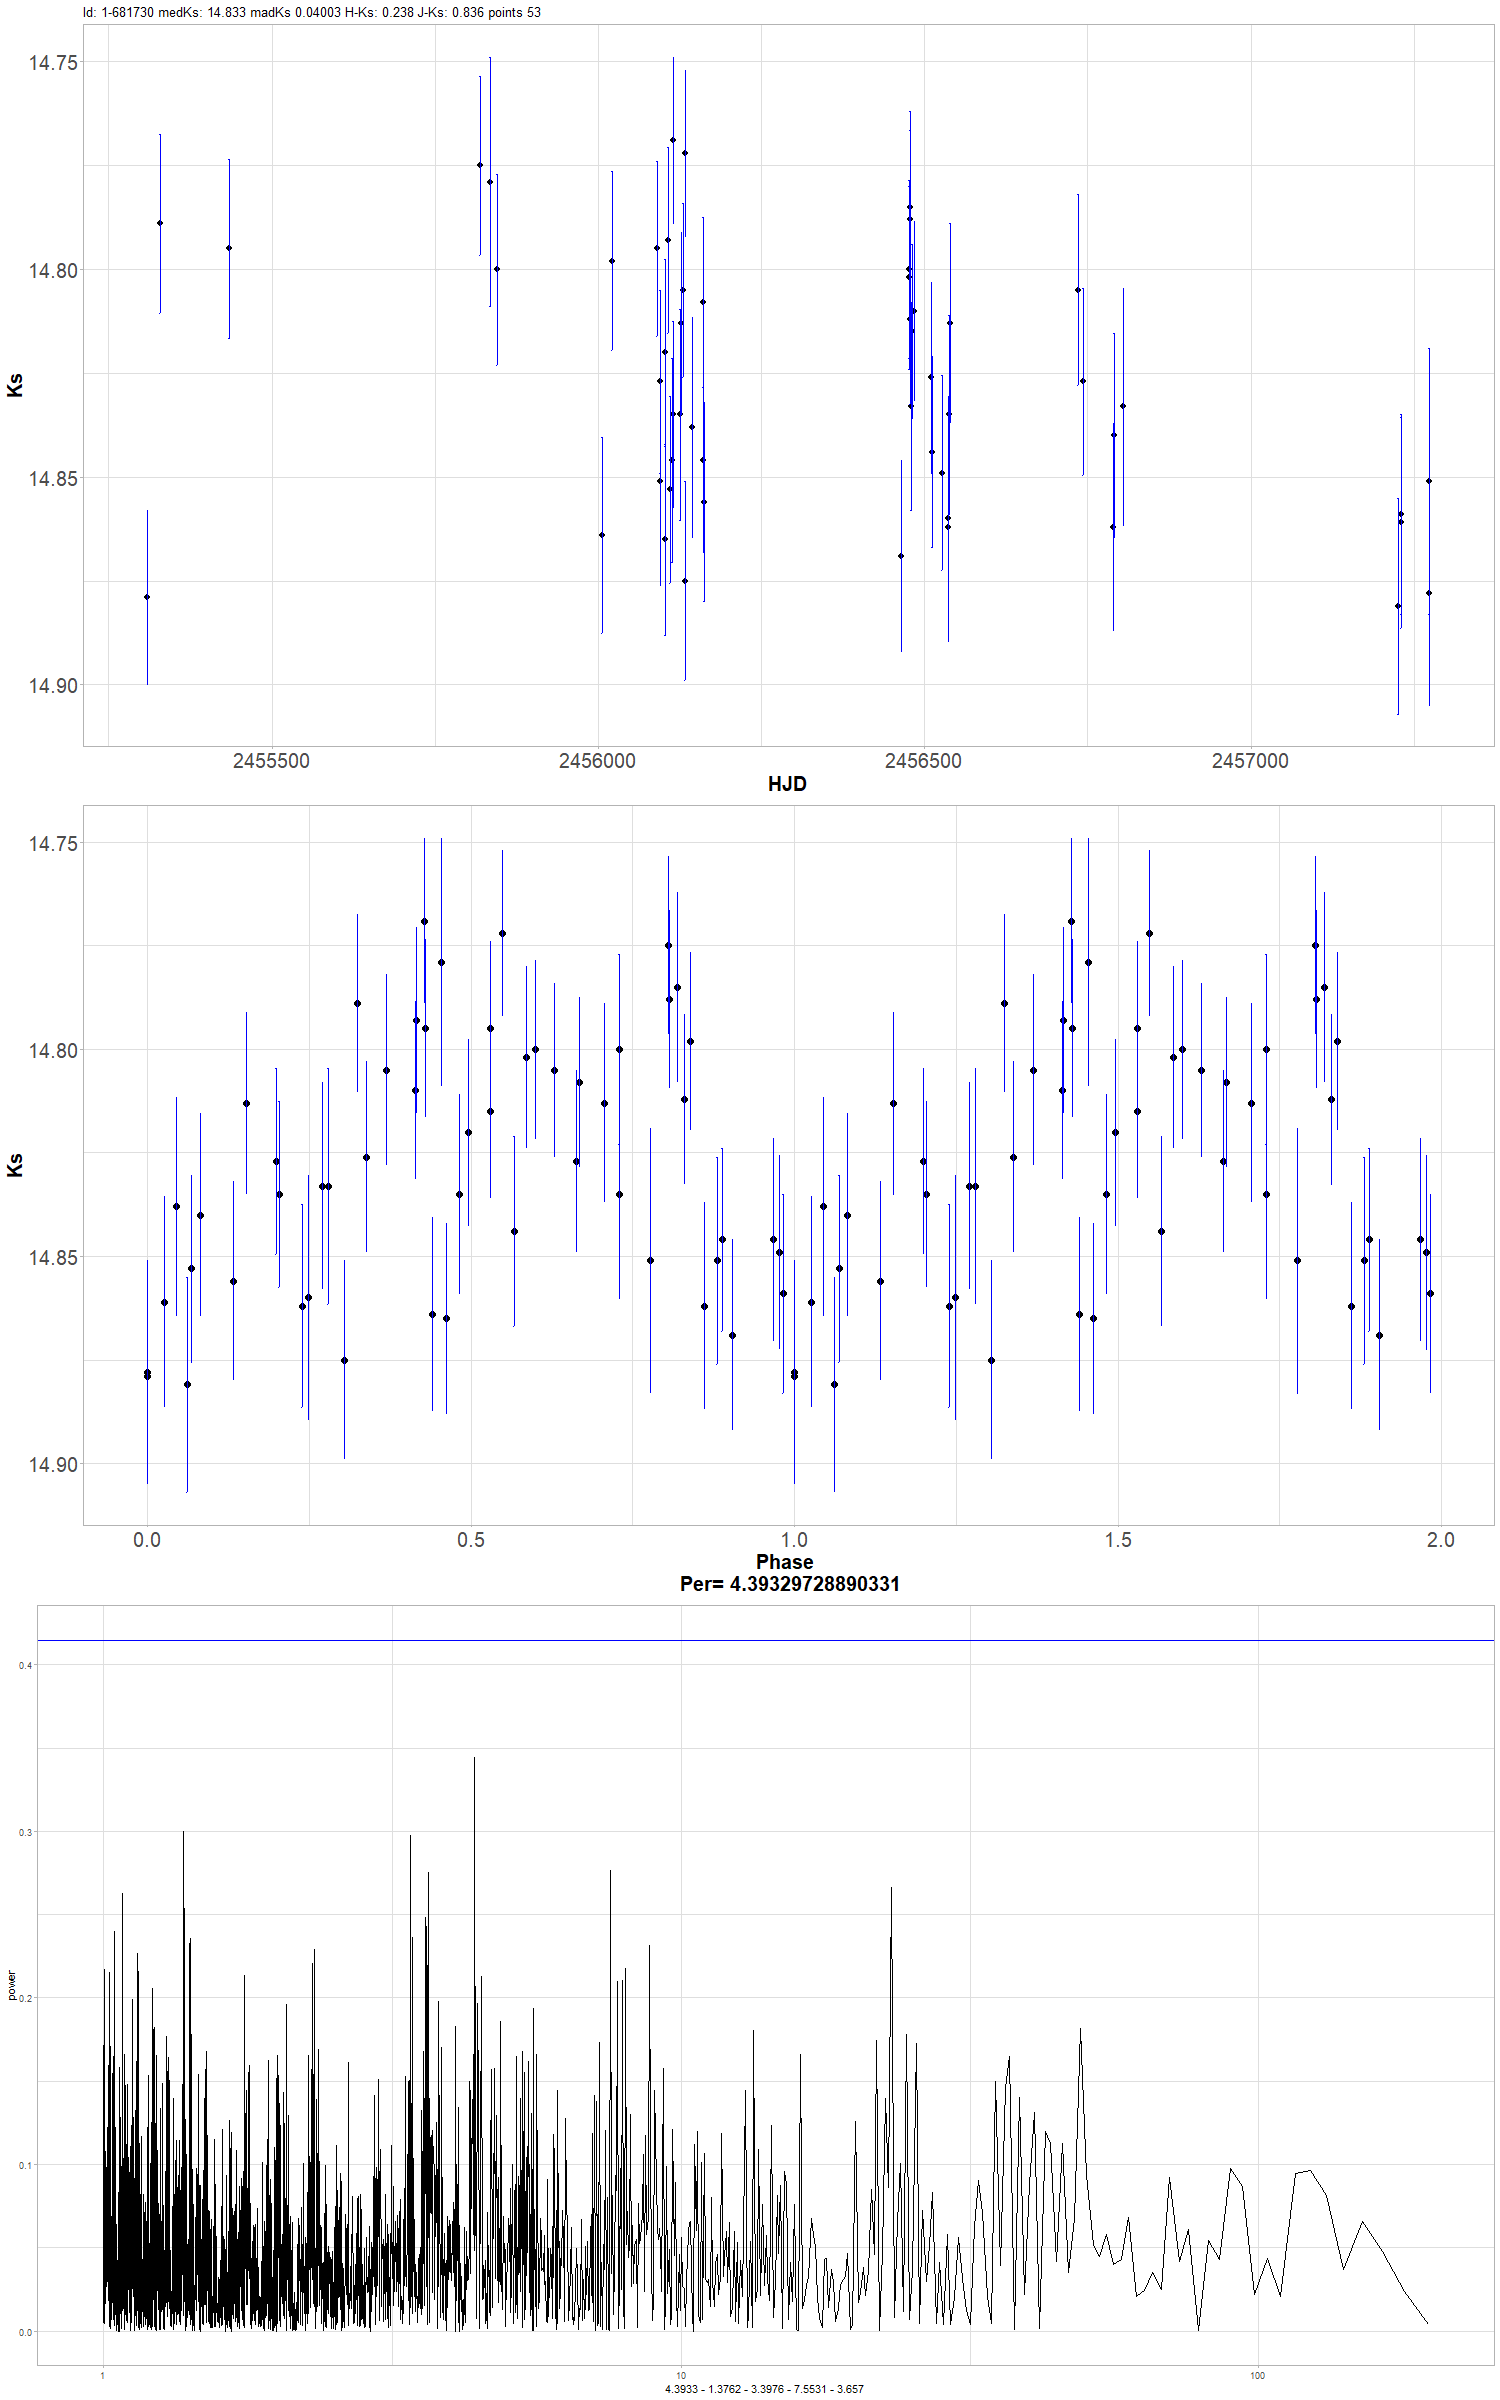 Id: 1-681730 medKs: 14.833 madKs 0.04003 H-Ks: 0.238 J-Ks: 0.836 points 53
14.75
14.80
14.85
14.90
Ks
2455500 2456000 2456500 2457000
HJD
14.75
14.80
14.85
14.90
Ks
0.0 0.5 1.0 1.5 2.0
Phase
Per= 4.39329728890331
0.4
0.3
0.2
0.1
0.0
power
1 10 100
4.3933 - 1.3762 - 3.3976 - 7.5531 - 3.657